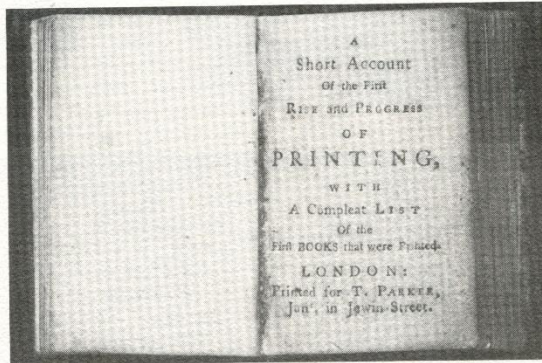 A
Short Account
Of the First
RISE and PROGRESS
OF
PRINTING,
WITH
A Compleat LIST
Of the
First BOOKS that were Printed.
LONDON:
Printed for T. PARKER,
Junr. in Jewin-Street.